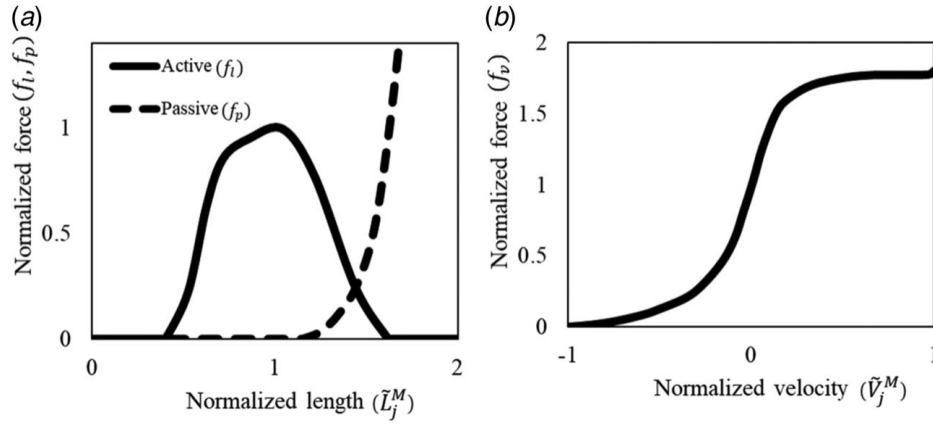 (a)
Normalized force (f_l, f_p)
1
0.5
0
Active (f_l)
Passive (f_p)
0
1
2
Normalized length (L̃_j^M)
(b)
Normalized force (f_v)
2
1.5
1
0.5
0
-1
0
1
Normalized velocity (Ṽ_j^M)